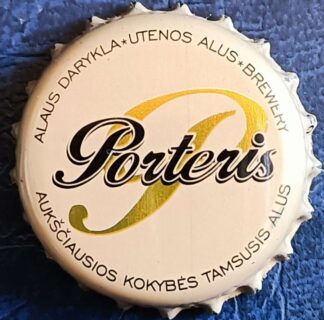 ALAUS DARYKLA*UTENOS ALUS*BREWERY
P
Porteris
AUKŠČIAUSIOS KOKYBĖS TAMSUSIS ALUS